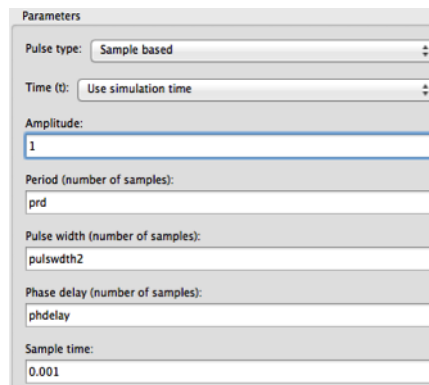 Parameters
Pulse type: Sample based
Time (t): Use simulation time
Amplitude:
1
Period (number of samples):
prd
Pulse width (number of samples):
pulswdth2
Phase delay (number of samples):
phdelay
Sample time:
0.001